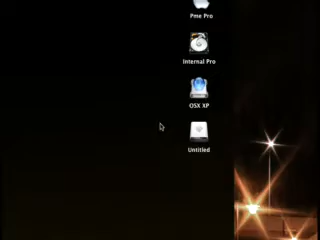 Pme Pro
Internal Pro
OSX XP
Untitled